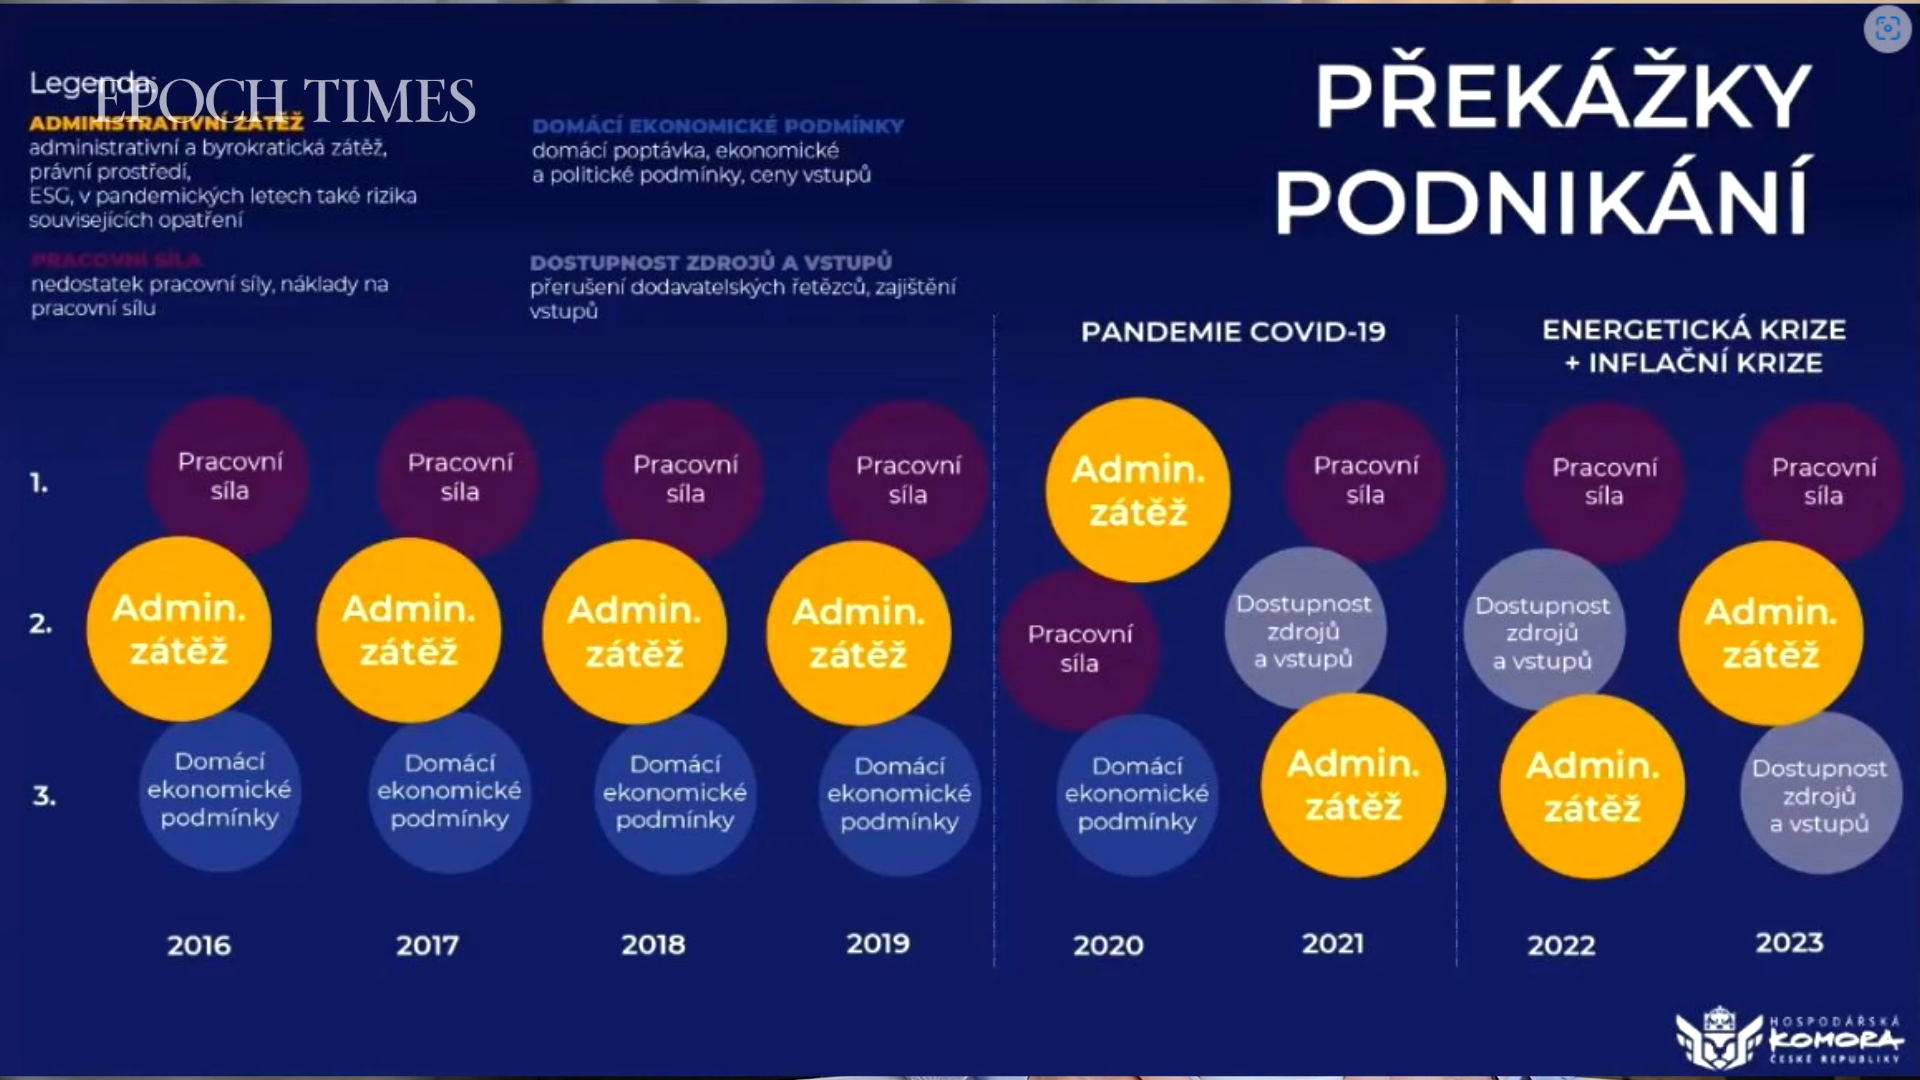 EPOCH TIMES
Legenda:
ADMINISTRATIVNÍ ZÁTĚŽ
administrativní a byrokratická zátěž,
právní prostředí,
ESG, v pandemických letech také rizika
souvisejících opatření
DOMÁCÍ EKONOMICKÉ PODMÍNKY
domácí poptávka, ekonomické
a politické podmínky, ceny vstupů
PRACOVNÍ SÍLA
nedostatek pracovní síly, náklady na
pracovní sílu
DOSTUPNOST ZDROJŮ A VSTUPŮ
přerušení dodavatelských řetězců, zajištění
vstupů
PŘEKÁŽKY
PODNIKÁNÍ
PANDEMIE COVID-19
ENERGETICKÁ KRIZE
+ INFLAČNÍ KRIZE
1.
Pracovní
síla
Pracovní
síla
Pracovní
síla
Pracovní
síla
Admin.
zátěž
Pracovní
síla
Pracovní
síla
Pracovní
síla
2.
Admin.
zátěž
Admin.
zátěž
Admin.
zátěž
Admin.
zátěž
Pracovní
síla
Dostupnost
zdrojů
a vstupů
Dostupnost
zdrojů
a vstupů
Admin.
zátěž
3.
Domácí
ekonomické
podmínky
Domácí
ekonomické
podmínky
Domácí
ekonomické
podmínky
Domácí
ekonomické
podmínky
Domácí
ekonomické
podmínky
Admin.
zátěž
Admin.
zátěž
Dostupnost
zdrojů
a vstupů
2016
2017
2018
2019
2020
2021
2022
2023
HOSPODÁŘSKÁ
KOMORA
ČESKÉ REPUBLIKY